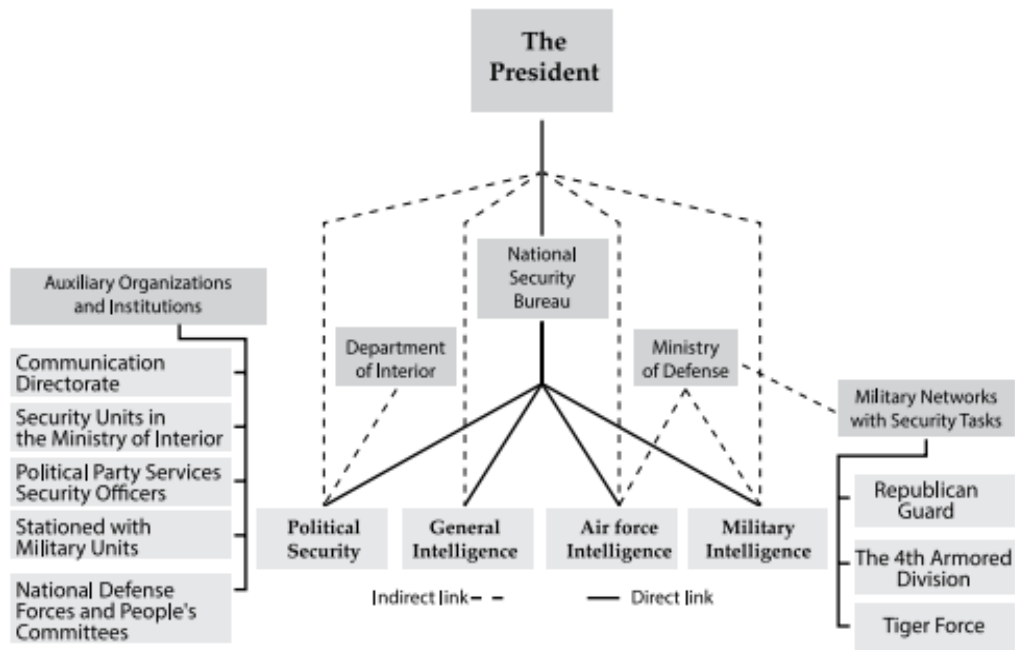 The
President
National
Security
Bureau
Auxiliary Organizations
and Institutions
Department
of Interior
Ministry
of Defense
Military Networks
with Security Tasks
Communication
Directorate
Security Units in
the Ministry of Interior
Political Party Services
Security Officers
Stationed with
Military Units
National Defense
Forces and People's
Committees
Political
Security
General
Intelligence
Air force
Intelligence
Military
Intelligence
Republican
Guard
The 4th Armored
Division
Tiger Force
Indirect link
Direct link